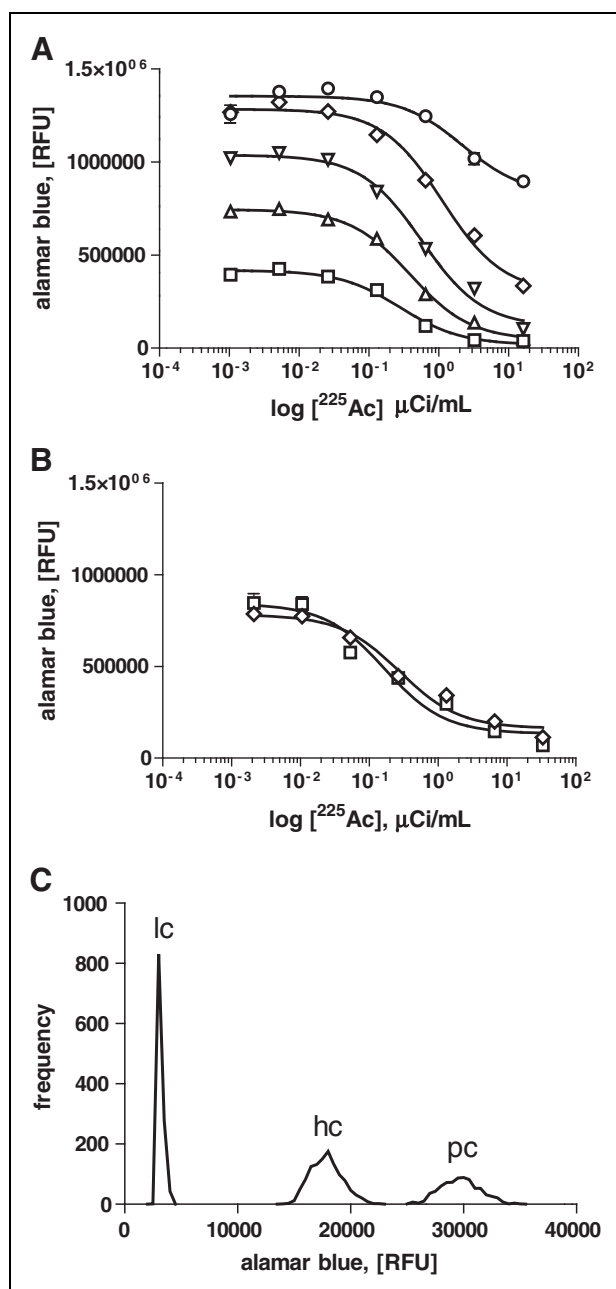 A
1.5×10⁰⁶
1000000
500000
0
alamar blue, [RFU]
10⁻⁴ 10⁻³ 10⁻² 10⁻¹ 10⁰ 10¹ 10²
log [²²⁵Ac] μCi/mL
B
1.5×10⁰⁶
1000000
500000
0
alamar blue, [RFU]
10⁻⁴ 10⁻³ 10⁻² 10⁻¹ 10⁰ 10¹ 10²
log [²²⁵Ac], μCi/mL
C
1000
800
600
400
200
0
frequency
lc
hc
pc
0 10000 20000 30000 40000
alamar blue, [RFU]